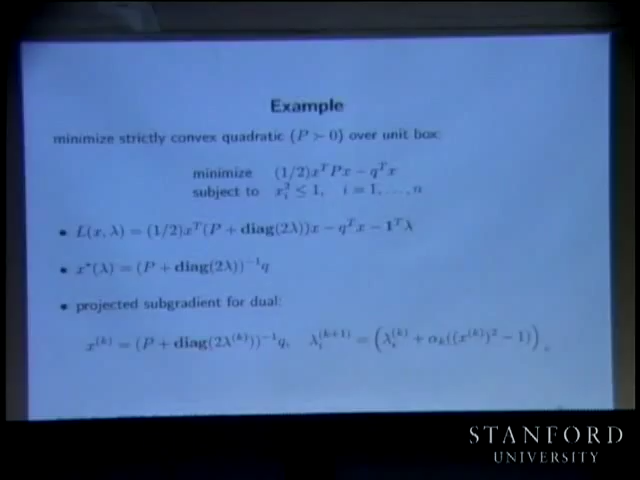 Example
minimize strictly convex quadratic (P ≻ 0) over unit box:
minimize (1/2)x^T Px − q^T x
subject to x_i^2 ≤ 1, i = 1, …, n
• L(x, λ) = (1/2)x^T(P + diag(2λ))x − q^T x − 1^T λ
• x*(λ) = (P + diag(2λ))^{−1}q
• projected subgradient for dual:
x^{(k)} = (P + diag(2λ^{(k)}))^{−1}q, λ_i^{(k+1)} = (λ_i^{(k)} + α_k((x^{(k)})^2 − 1))_+
STANFORD
UNIVERSITY